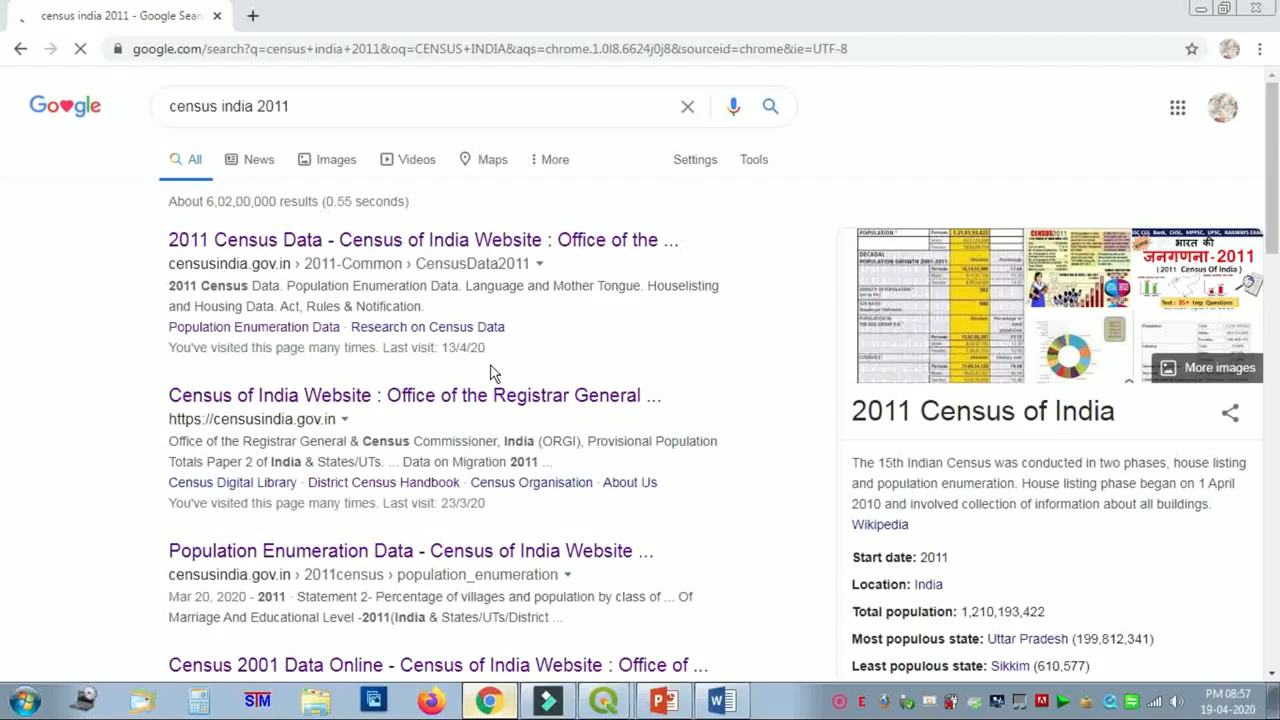 census india 2011 - Google Sear
google.com/search?q=census+india+2011&oq=CENSUS+INDIA&aqs=chrome.1.0l8.6624j0j8&sourceid=chrome&ie=UTF-8
Google
census india 2011
All News Images Videos Maps More Settings Tools
About 6,02,00,000 results (0.55 seconds)
2011 Census Data - Census of India Website : Office of the ...
censusindia.gov.in › 2011-Common › CensusData2011
2011 Census Data. Population Enumeration Data. Language and Mother Tongue. Houselisting
and Housing Data. Act, Rules & Notification.
Population Enumeration Data · Research on Census Data
You've visited this page many times. Last visit: 13/4/20
Census of India Website : Office of the Registrar General ...
https://censusindia.gov.in
Office of the Registrar General & Census Commissioner, India (ORGI), Provisional Population
Totals Paper 2 of India & States/UTs. ... Data on Migration 2011 ...
Census Digital Library · District Census Handbook · Census Organisation · About Us
You've visited this page many times. Last visit: 23/3/20
Population Enumeration Data - Census of India Website ...
censusindia.gov.in › 2011census › population_enumeration
Mar 20, 2020 - 2011 · Statement 2- Percentage of villages and population by class of ... Of
Marriage And Educational Level -2011(India & States/UTs/District ...
Census 2001 Data Online - Census of India Website : Office of ...
POPULATION
भारत की
जनगणना-2011
(2011 Census Of India)
More images
2011 Census of India
The 15th Indian Census was conducted in two phases, house listing
and population enumeration. House listing phase began on 1 April
2010 and involved collection of information about all buildings.
Wikipedia
Start date: 2011
Location: India
Total population: 1,210,193,422
Most populous state: Uttar Pradesh (199,812,341)
Least populous state: Sikkim (610,577)
STM
PM 08:57
19-04-2020